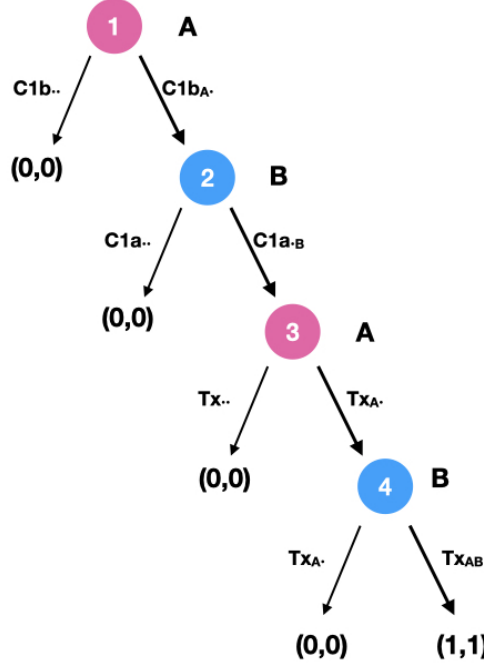 1 A
C1b.. C1bA.
(0,0)
2 B
C1a.. C1a.B
(0,0)
3 A
Tx.. TxA.
(0,0)
4 B
TxA. TxAB
(0,0) (1,1)